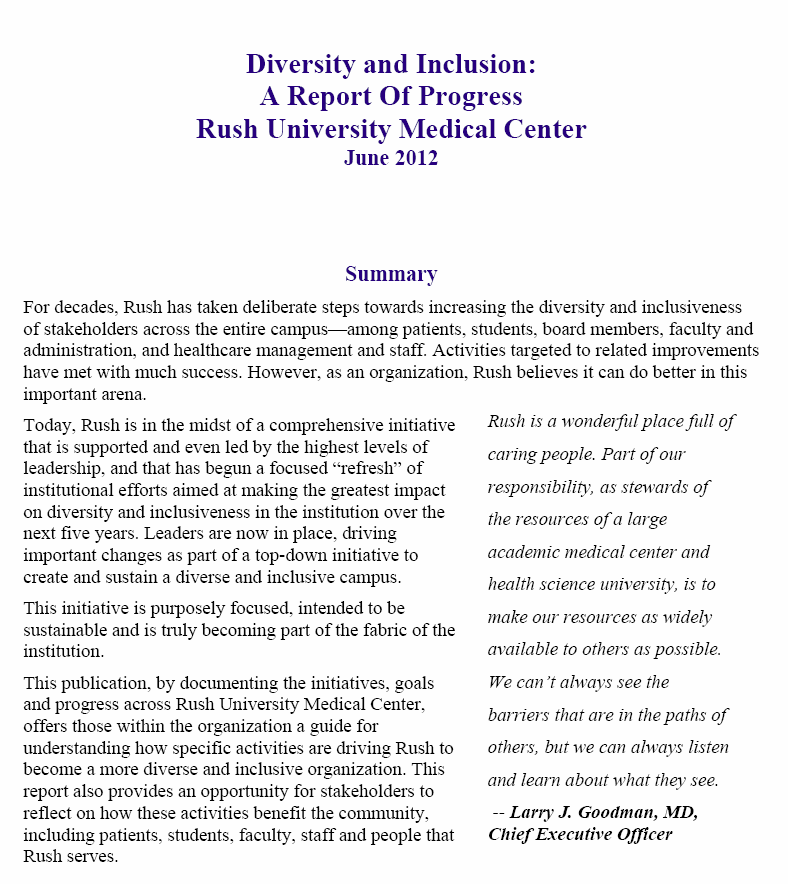 Diversity and Inclusion:
A Report Of Progress
Rush University Medical Center
June 2012
Summary
For decades, Rush has taken deliberate steps towards increasing the diversity and inclusiveness
of stakeholders across the entire campus—among patients, students, board members, faculty and
administration, and healthcare management and staff. Activities targeted to related improvements
have met with much success. However, as an organization, Rush believes it can do better in this
important arena.
Today, Rush is in the midst of a comprehensive initiative
that is supported and even led by the highest levels of
leadership, and that has begun a focused “refresh” of
institutional efforts aimed at making the greatest impact
on diversity and inclusiveness in the institution over the
next five years. Leaders are now in place, driving
important changes as part of a top-down initiative to
create and sustain a diverse and inclusive campus.
This initiative is purposely focused, intended to be
sustainable and is truly becoming part of the fabric of the
institution.
This publication, by documenting the initiatives, goals
and progress across Rush University Medical Center,
offers those within the organization a guide for
understanding how specific activities are driving Rush to
become a more diverse and inclusive organization. This
report also provides an opportunity for stakeholders to
reflect on how these activities benefit the community,
including patients, students, faculty, staff and people that
Rush serves.
Rush is a wonderful place full of
caring people. Part of our
responsibility, as stewards of
the resources of a large
academic medical center and
health science university, is to
make our resources as widely
available to others as possible.
We can’t always see the
barriers that are in the paths of
others, but we can always listen
and learn about what they see.
-- Larry J. Goodman, MD,
Chief Executive Officer